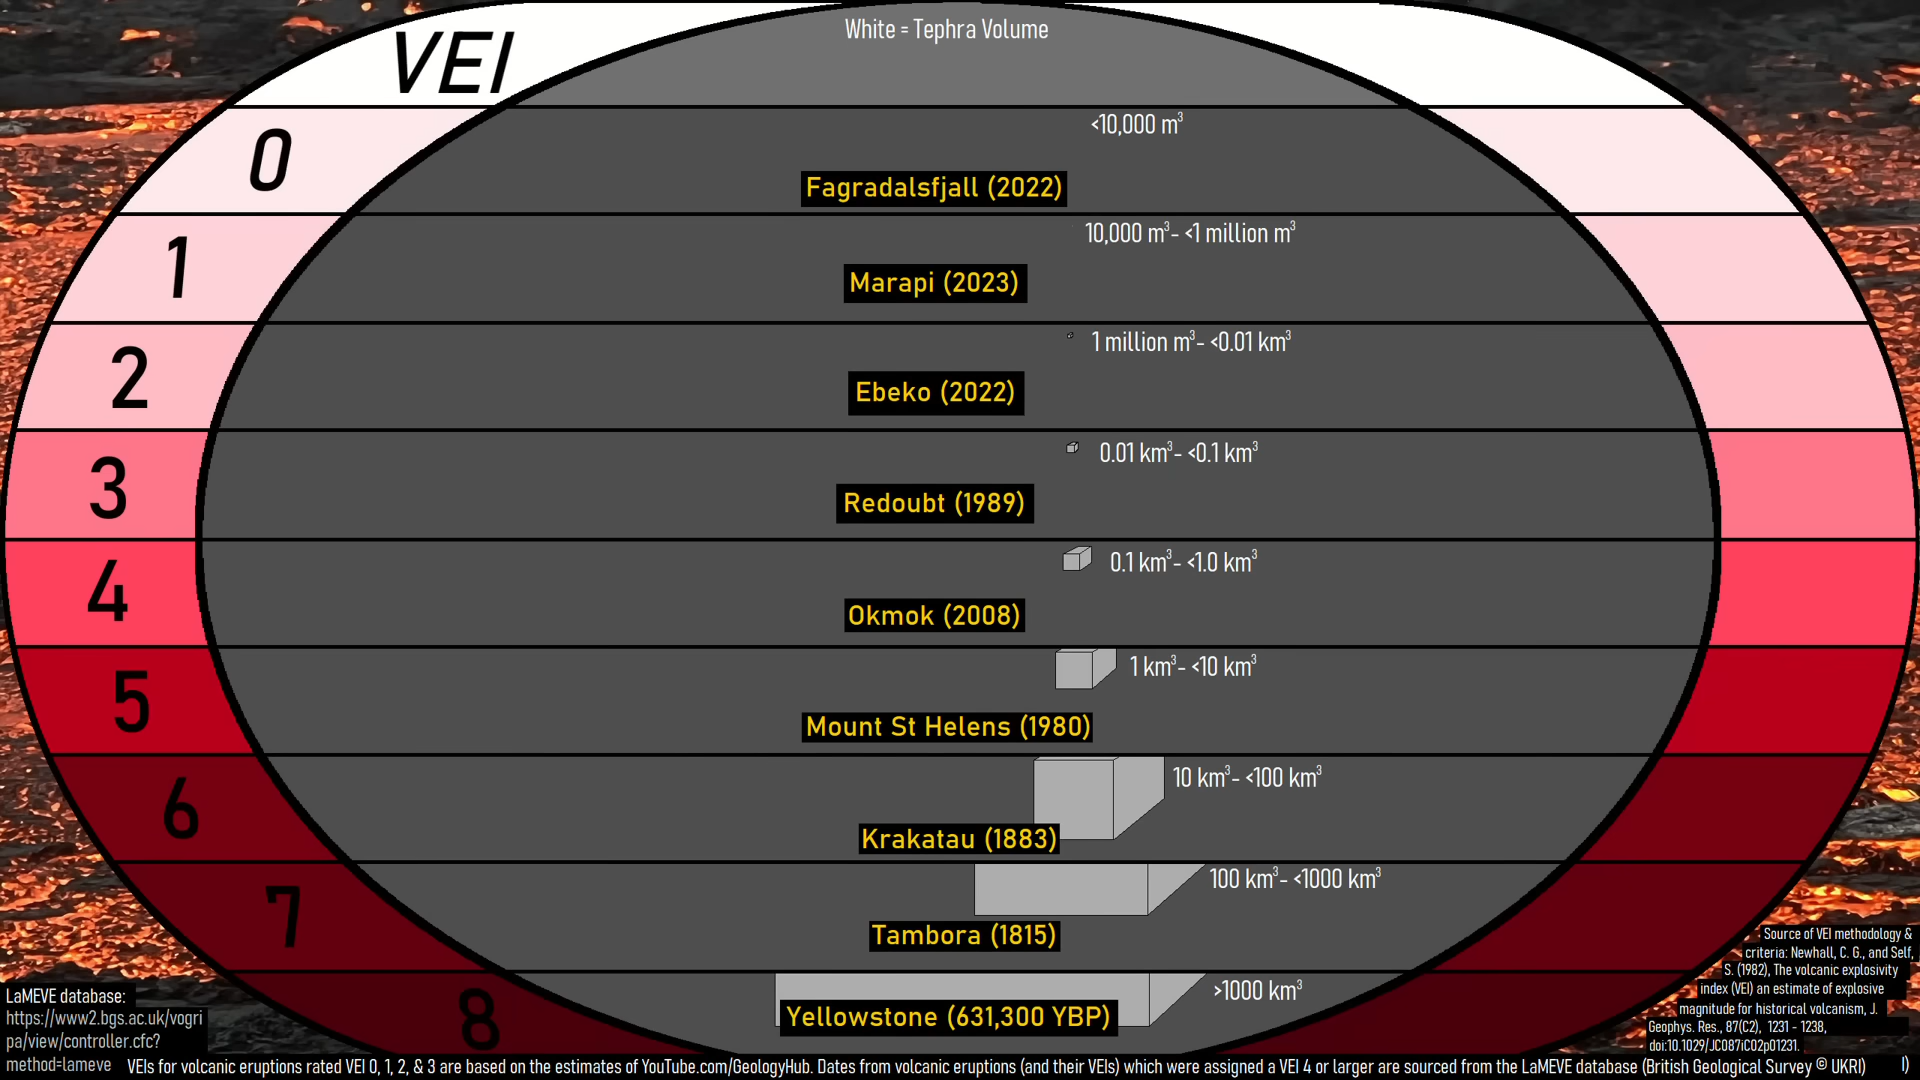 White = Tephra Volume
VEI
0
<10,000 m³
Fagradalsfjall (2022)
1
10,000 m³- <1 million m³
Marapi (2023)
2
1 million m³- <0.01 km³
Ebeko (2022)
3
0.01 km³- <0.1 km³
Redoubt (1989)
4
0.1 km³- <1.0 km³
Okmok (2008)
5
1 km³- <10 km³
Mount St Helens (1980)
6
10 km³- <100 km³
Krakatau (1883)
7
100 km³- <1000 km³
Tambora (1815)
8
>1000 km³
Yellowstone (631,300 YBP)
Source of VEI methodology &
criteria: Newhall, C. G., and Self,
S. (1982), The volcanic explosivity
index (VEI) an estimate of explosive
magnitude for historical volcanism, J.
Geophys. Res., 87(C2), 1231 - 1238,
doi:10.1029/JC087iC02p01231.
LaMEVE database:
https://www2.bgs.ac.uk/vogri
pa/view/controller.cfc?
method=lameve
VEIs for volcanic eruptions rated VEI 0, 1, 2, & 3 are based on the estimates of YouTube.com/GeologyHub. Dates from volcanic eruptions (and their VEIs) which were assigned a VEI 4 or larger are sourced from the LaMEVE database (British Geological Survey © UKRI) I)